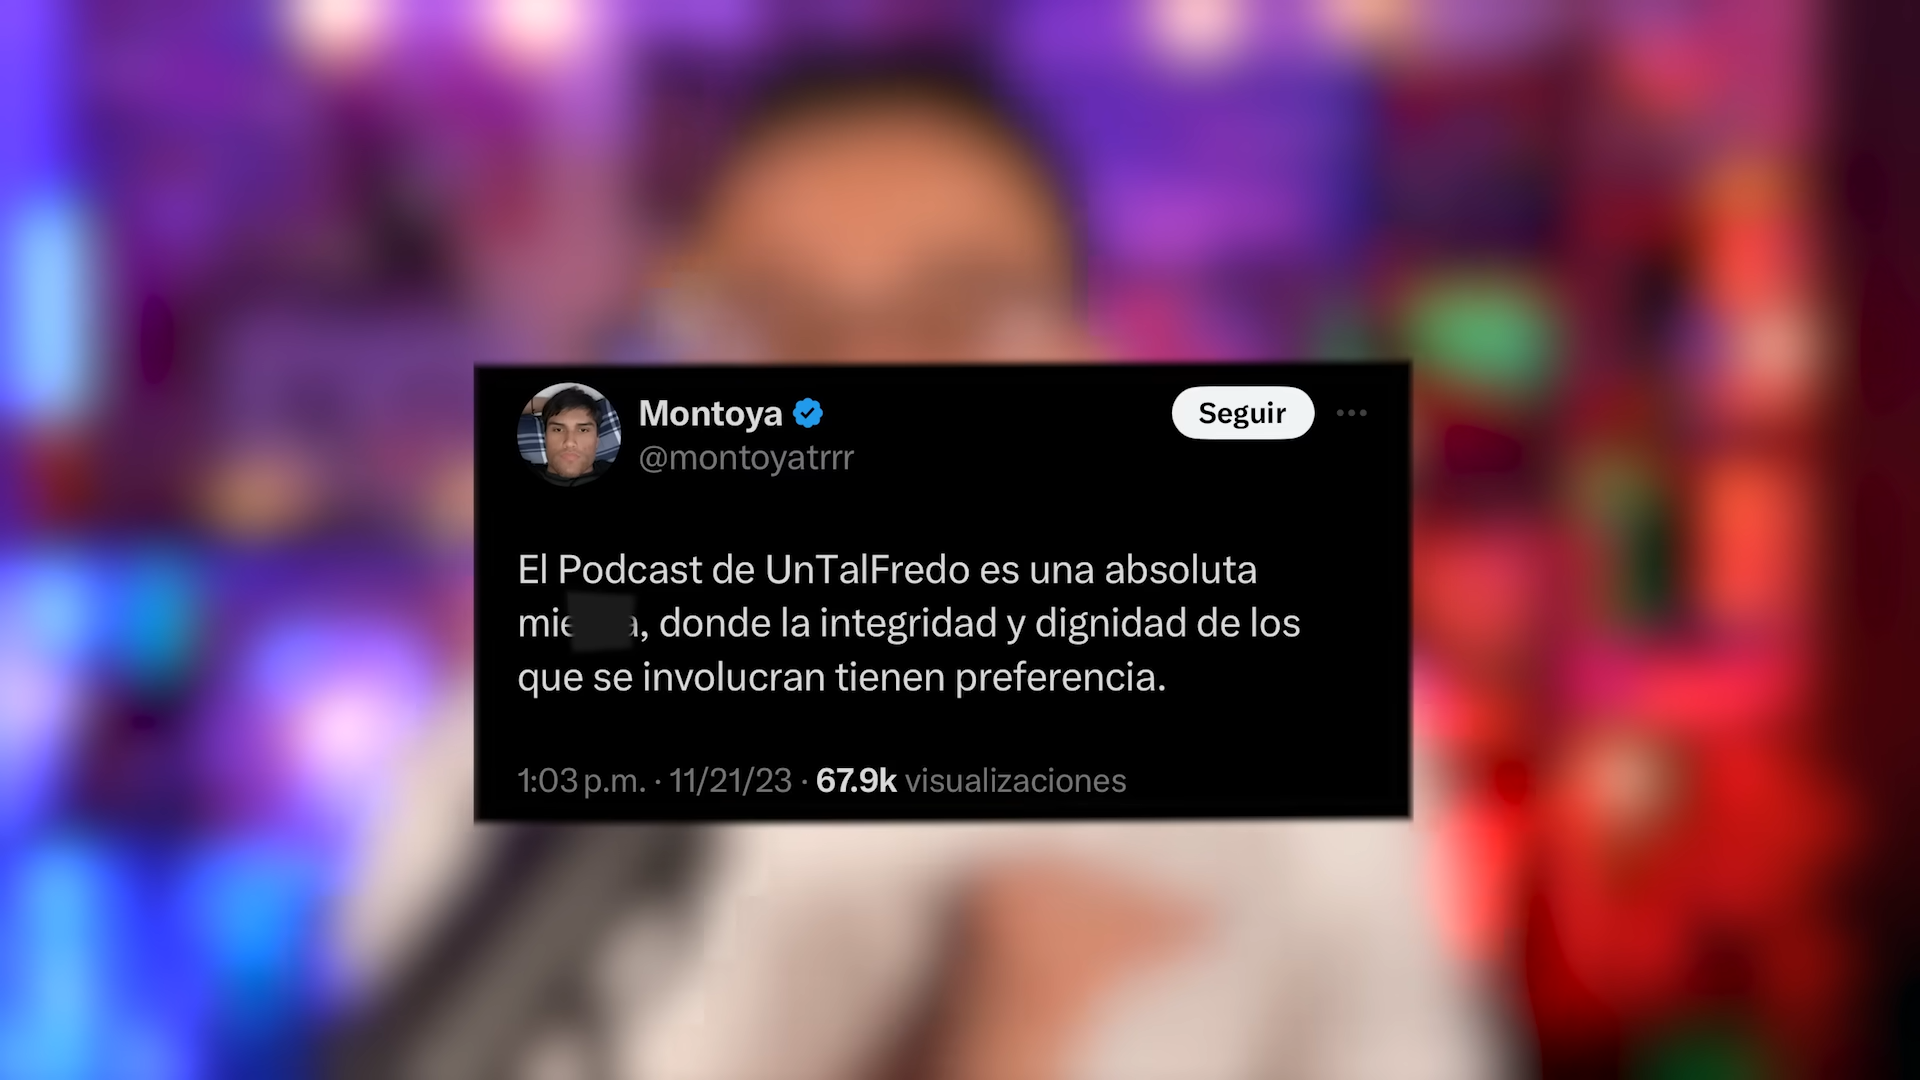 Montoya
@montoyatrrr
Seguir
El Podcast de UnTalFredo es una absoluta
donde la integridad y dignidad de los
que se involucran tienen preferencia.
1:03 p.m. · 11/21/23 · 67.9k visualizaciones